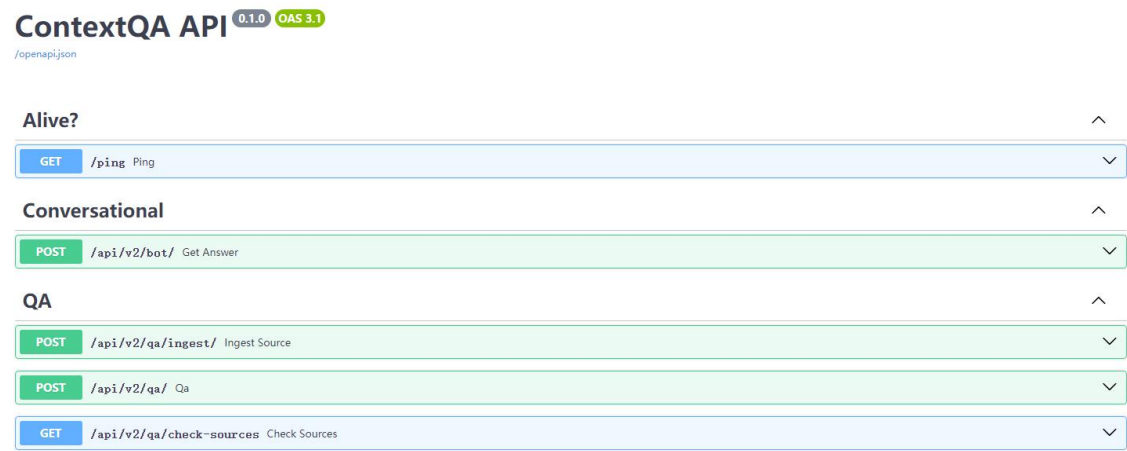 ContextQA API 0.1.0 OAS 3.1
/openapi.json
Alive?
GET /ping Ping
Conversational
POST /api/v2/bot/ Get Answer
QA
POST /api/v2/qa/ingest/ Ingest Source
POST /api/v2/qa/ Qa
GET /api/v2/qa/check-sources Check Sources